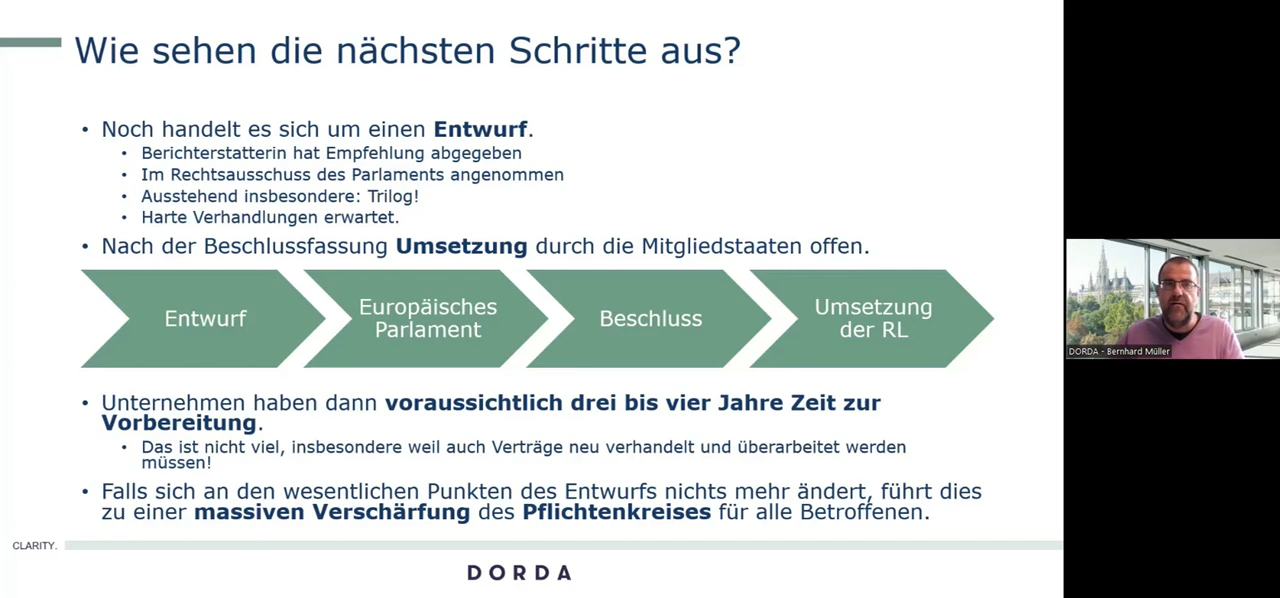 Wie sehen die nächsten Schritte aus?
• Noch handelt es sich um einen Entwurf.
• Berichterstatterin hat Empfehlung abgegeben
• Im Rechtsausschuss des Parlaments angenommen
• Ausstehend insbesondere: Trilog!
• Harte Verhandlungen erwartet.
• Nach der Beschlussfassung Umsetzung durch die Mitgliedstaaten offen.
Entwurf
Europäisches
Parlament
Beschluss
Umsetzung
der RL
• Unternehmen haben dann voraussichtlich drei bis vier Jahre Zeit zur
Vorbereitung.
• Das ist nicht viel, insbesondere weil auch Verträge neu verhandelt und überarbeitet werden
müssen!
• Falls sich an den wesentlichen Punkten des Entwurfs nichts mehr ändert, führt dies
zu einer massiven Verschärfung des Pflichtenkreises für alle Betroffenen.
CLARITY.
DORDA
DORDA - Bernhard Müller